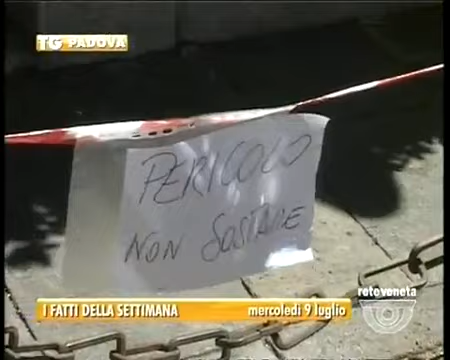 TG PADOVA
PERICOLO
NON SOSTARE
reteveneta
I FATTI DELLA SETTIMANA mercoledì 9 luglio